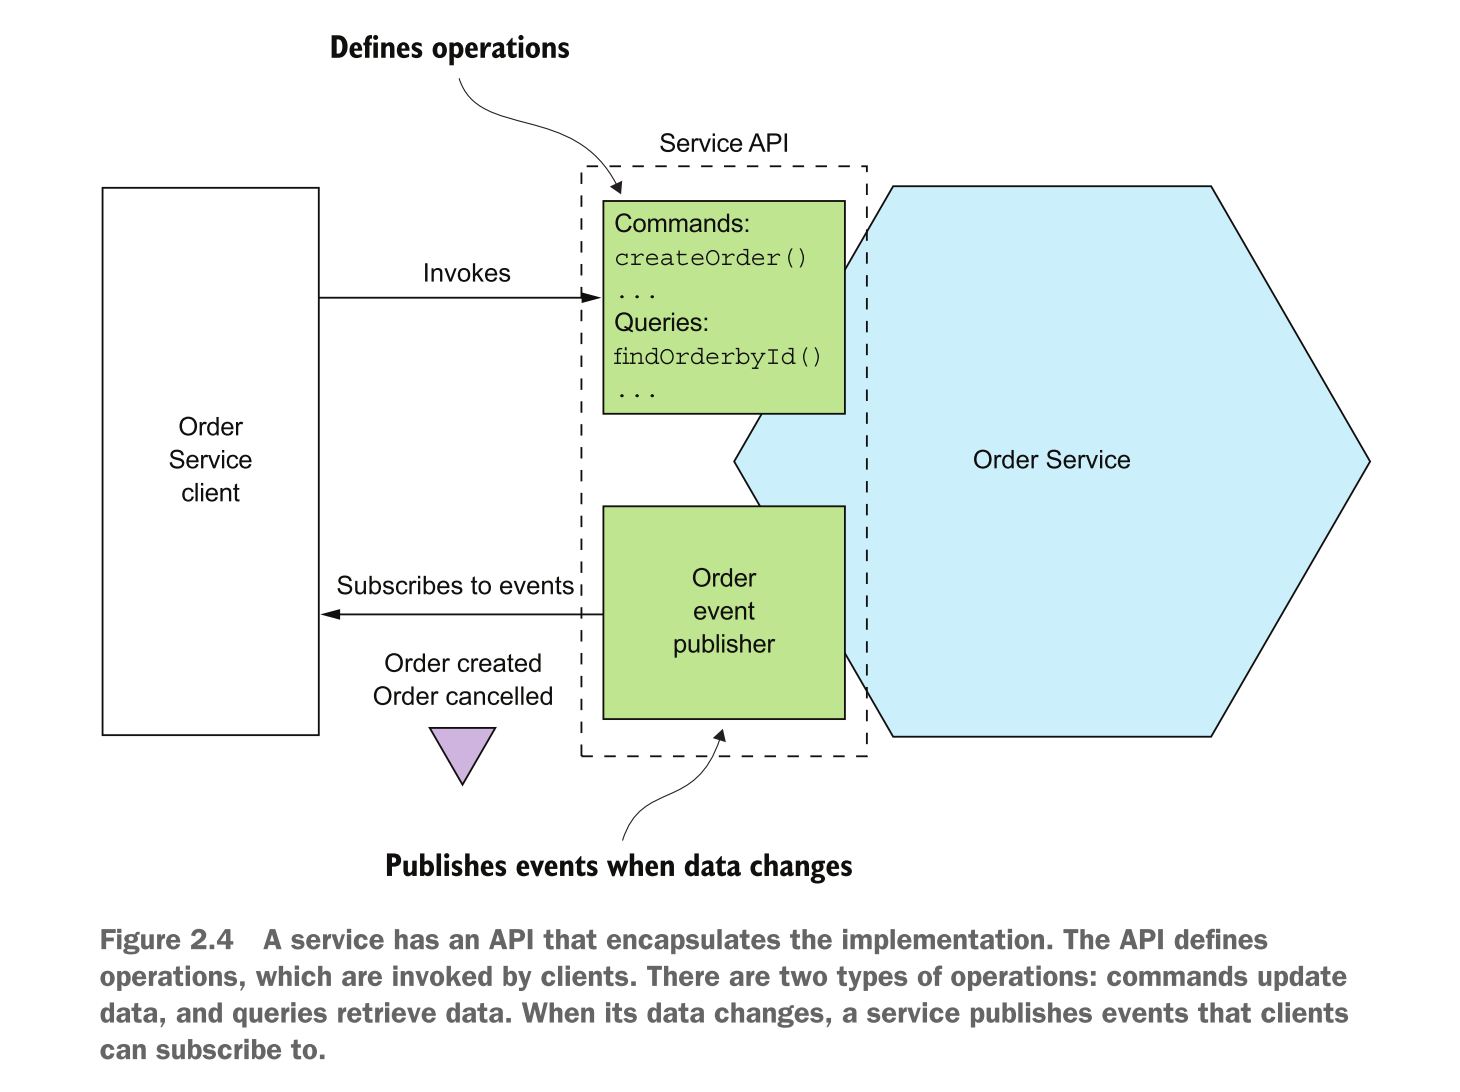 Defines operations
Service API
Commands:
createOrder()
...
Queries:
findOrderbyId()
...
Invokes
Order
Service
client
Order Service
Subscribes to events
Order
event
publisher
Order created
Order cancelled
Publishes events when data changes
Figure 2.4 A service has an API that encapsulates the implementation. The API defines
operations, which are invoked by clients. There are two types of operations: commands update
data, and queries retrieve data. When its data changes, a service publishes events that clients
can subscribe to.